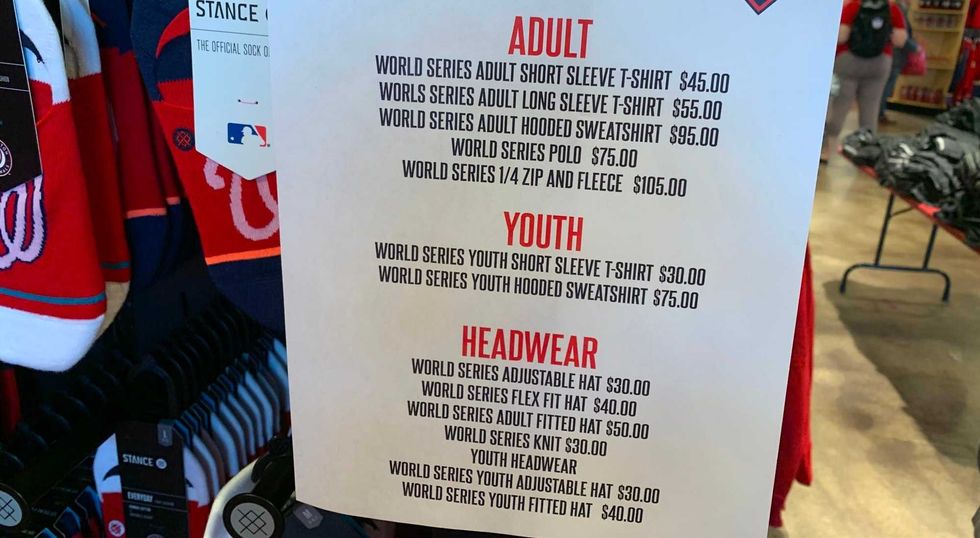 STANCE
THE OFFICIAL SOCK O
ADULT
WORLD SERIES ADULT SHORT SLEEVE T-SHIRT $45.00
WORLS SERIES ADULT LONG SLEEVE T-SHIRT $55.00
WORLD SERIES ADULT HOODED SWEATSHIRT $95.00
WORLD SERIES POLO $75.00
WORLD SERIES 1/4 ZIP AND FLEECE $105.00
YOUTH
WORLD SERIES YOUTH SHORT SLEEVE T-SHIRT $30.00
WORLD SERIES YOUTH HOODED SWEATSHIRT $75.00
HEADWEAR
WORLD SERIES ADJUSTABLE HAT $30.00
WORLD SERIES FLEX FIT HAT $40.00
WORLD SERIES ADULT FITTED HAT $50.00
WORLD SERIES KNIT $30.00
YOUTH HEADWEAR
WORLD SERIES YOUTH ADJUSTABLE HAT $30.00
WORLD SERIES YOUTH FITTED HAT $40.00
STANCE
EVERYDAY
W
W